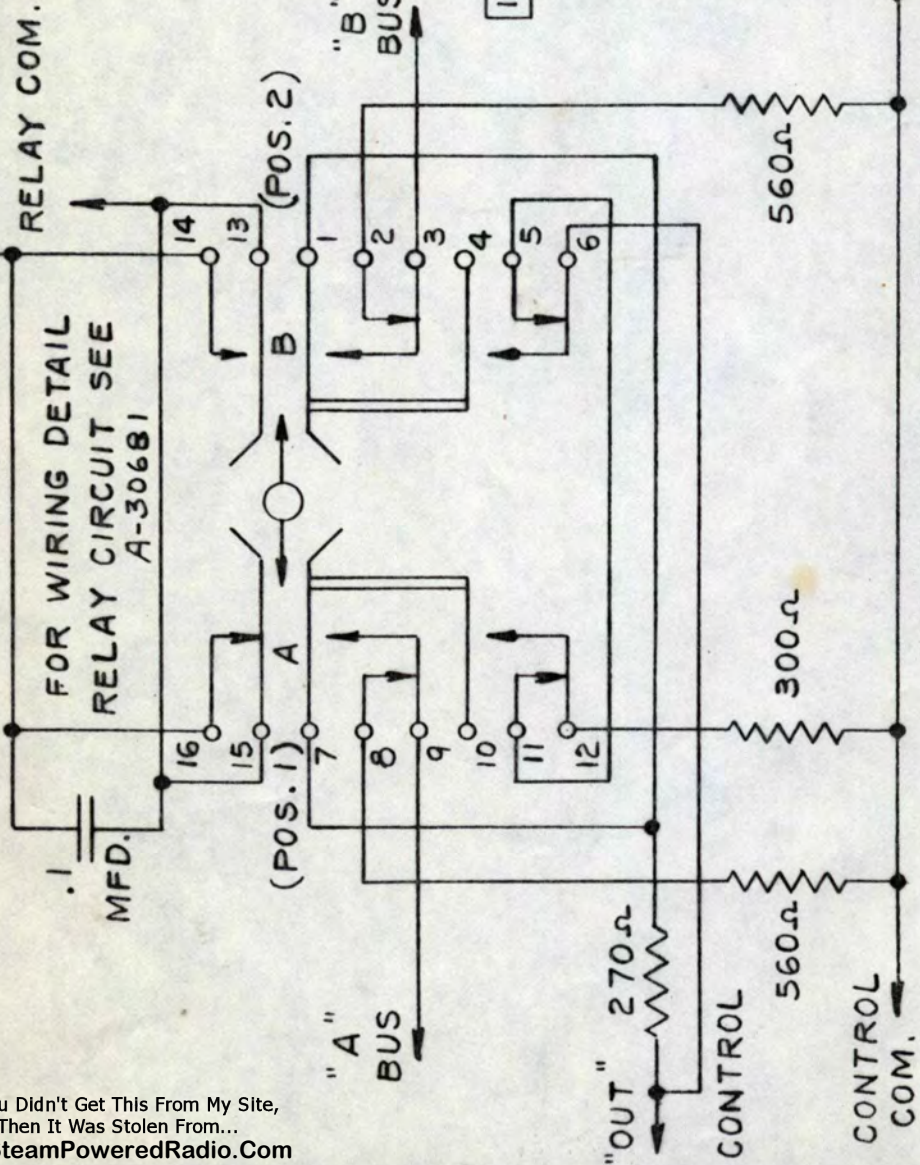 RELAY COM.
"B"
BUS
1
(POS. 2)
560Ω
14
13
1
2
3
4
5
6
FOR WIRING DETAIL
RELAY CIRCUIT SEE
A-30681
B
A
300Ω
16
15
7
8
9
10
11
12
(POS. 1)
.1
MFD.
560Ω
270Ω
"A"
BUS
"OUT"
CONTROL
CONTROL
COM.
u Didn't Get This From My Site,
Then It Was Stolen From...
SteamPoweredRadio.Com